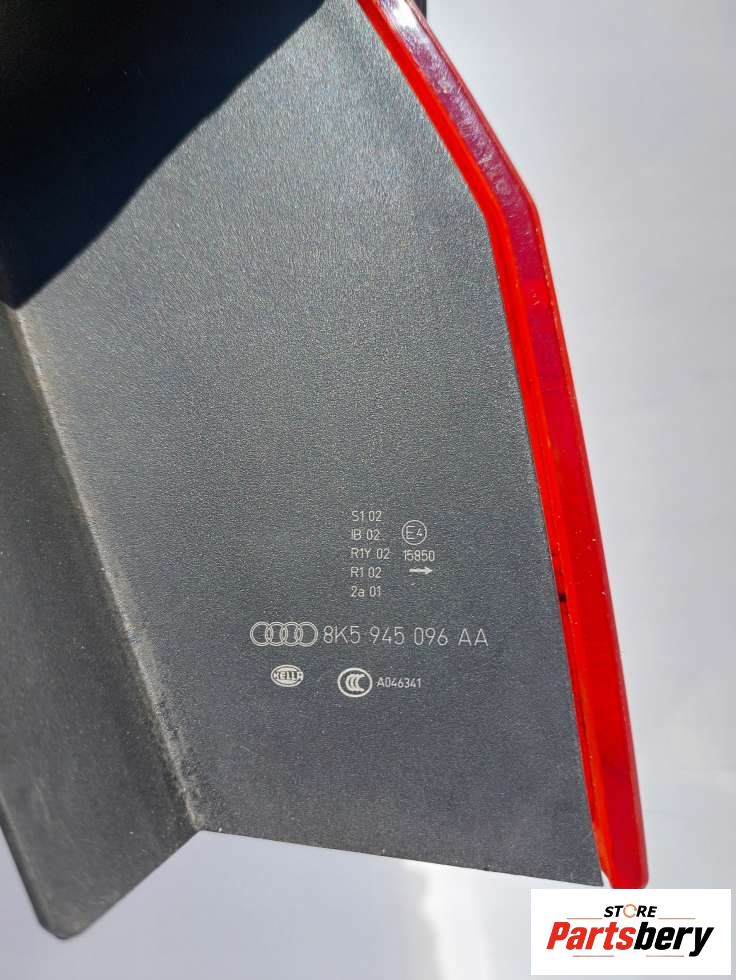 S1 02
IB 02
R1Y 02
R1 02
2a 01
E4
15850
8K5 945 096 AA
HELLA
CCC
A046341
STORE
Partsbery